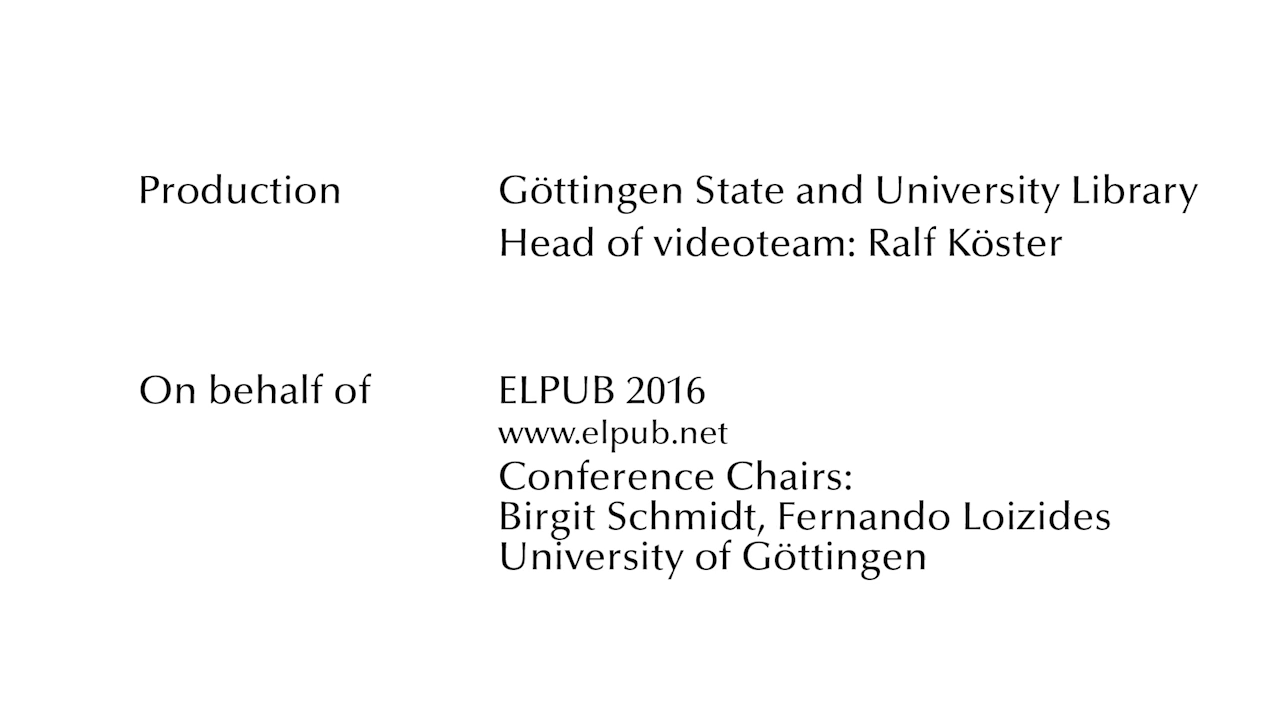 Production
Göttingen State and University Library
Head of videoteam: Ralf Köster
On behalf of
ELPUB 2016
www.elpub.net
Conference Chairs:
Birgit Schmidt, Fernando Loizides
University of Göttingen